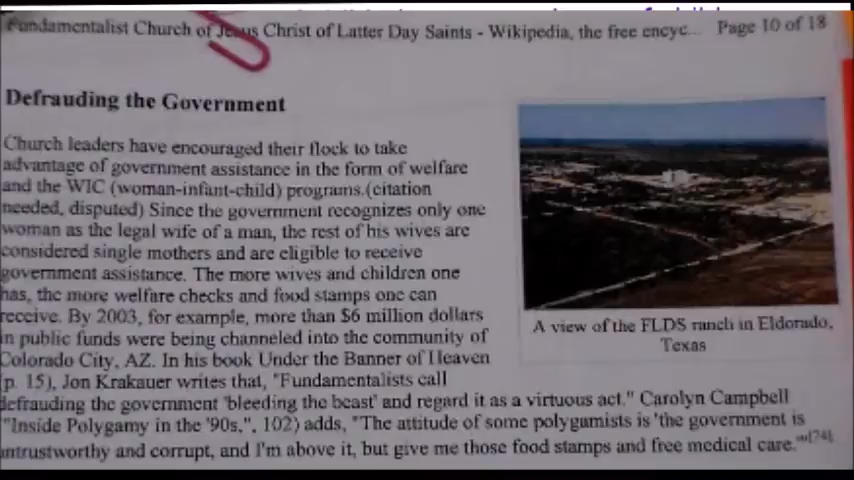 Fundamentalist Church of Jesus Christ of Latter Day Saints - Wikipedia, the free encyc... Page 10 of 18
Defrauding the Government
Church leaders have encouraged their flock to take
advantage of government assistance in the form of welfare
and the WIC (woman-infant-child) programs.(citation
needed, disputed) Since the government recognizes only one
woman as the legal wife of a man, the rest of his wives are
considered single mothers and are eligible to receive
government assistance. The more wives and children one
has, the more welfare checks and food stamps one can
receive. By 2003, for example, more than $6 million dollars
in public funds were being channeled into the community of
Colorado City, AZ. In his book Under the Banner of Heaven
(p. 15), Jon Krakauer writes that, "Fundamentalists call
defrauding the government 'bleeding the beast' and regard it as a virtuous act." Carolyn Campbell
"Inside Polygamy in the '90s.", 102) adds, "The attitude of some polygamists is 'the government is
untrustworthy and corrupt, and I'm above it, but give me those food stamps and free medical care.'"[74]
A view of the FLDS ranch in Eldorado,
Texas